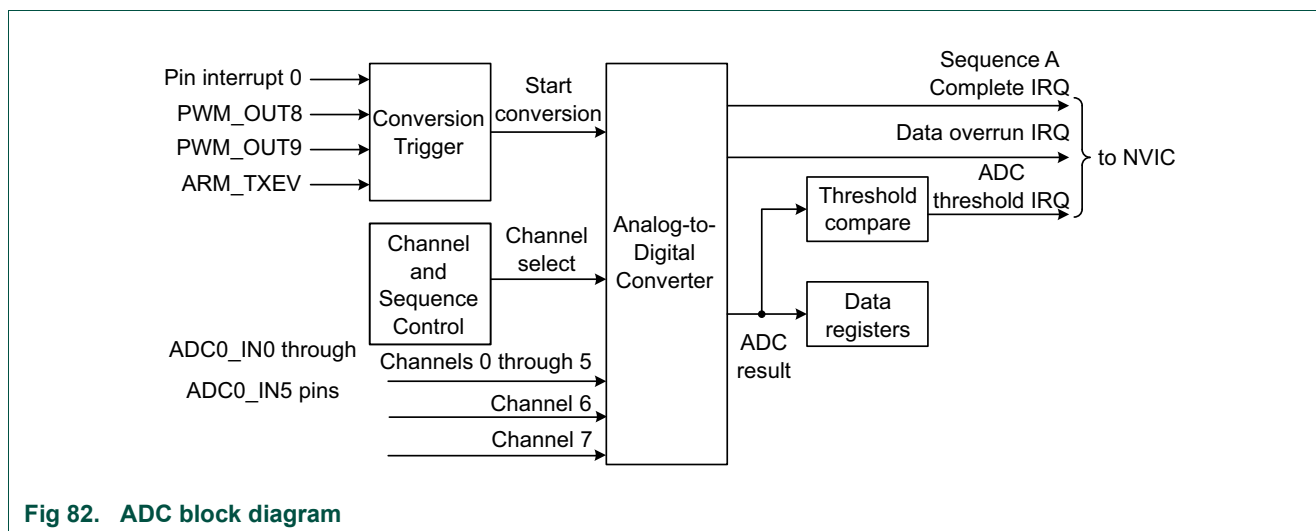 Pin interrupt 0
PWM_OUT8
PWM_OUT9
ARM_TXEV
Conversion
Trigger
Start
conversion
Channel
and
Sequence
Control
Channel
select
ADC0_IN0 through
ADC0_IN5 pins
Channels 0 through 5
Channel 6
Channel 7
Analog-to-
Digital
Converter
Sequence A
Complete IRQ
Data overrun IRQ
ADC
threshold IRQ
to NVIC
Threshold
compare
Data
registers
ADC
result
Fig 82. ADC block diagram